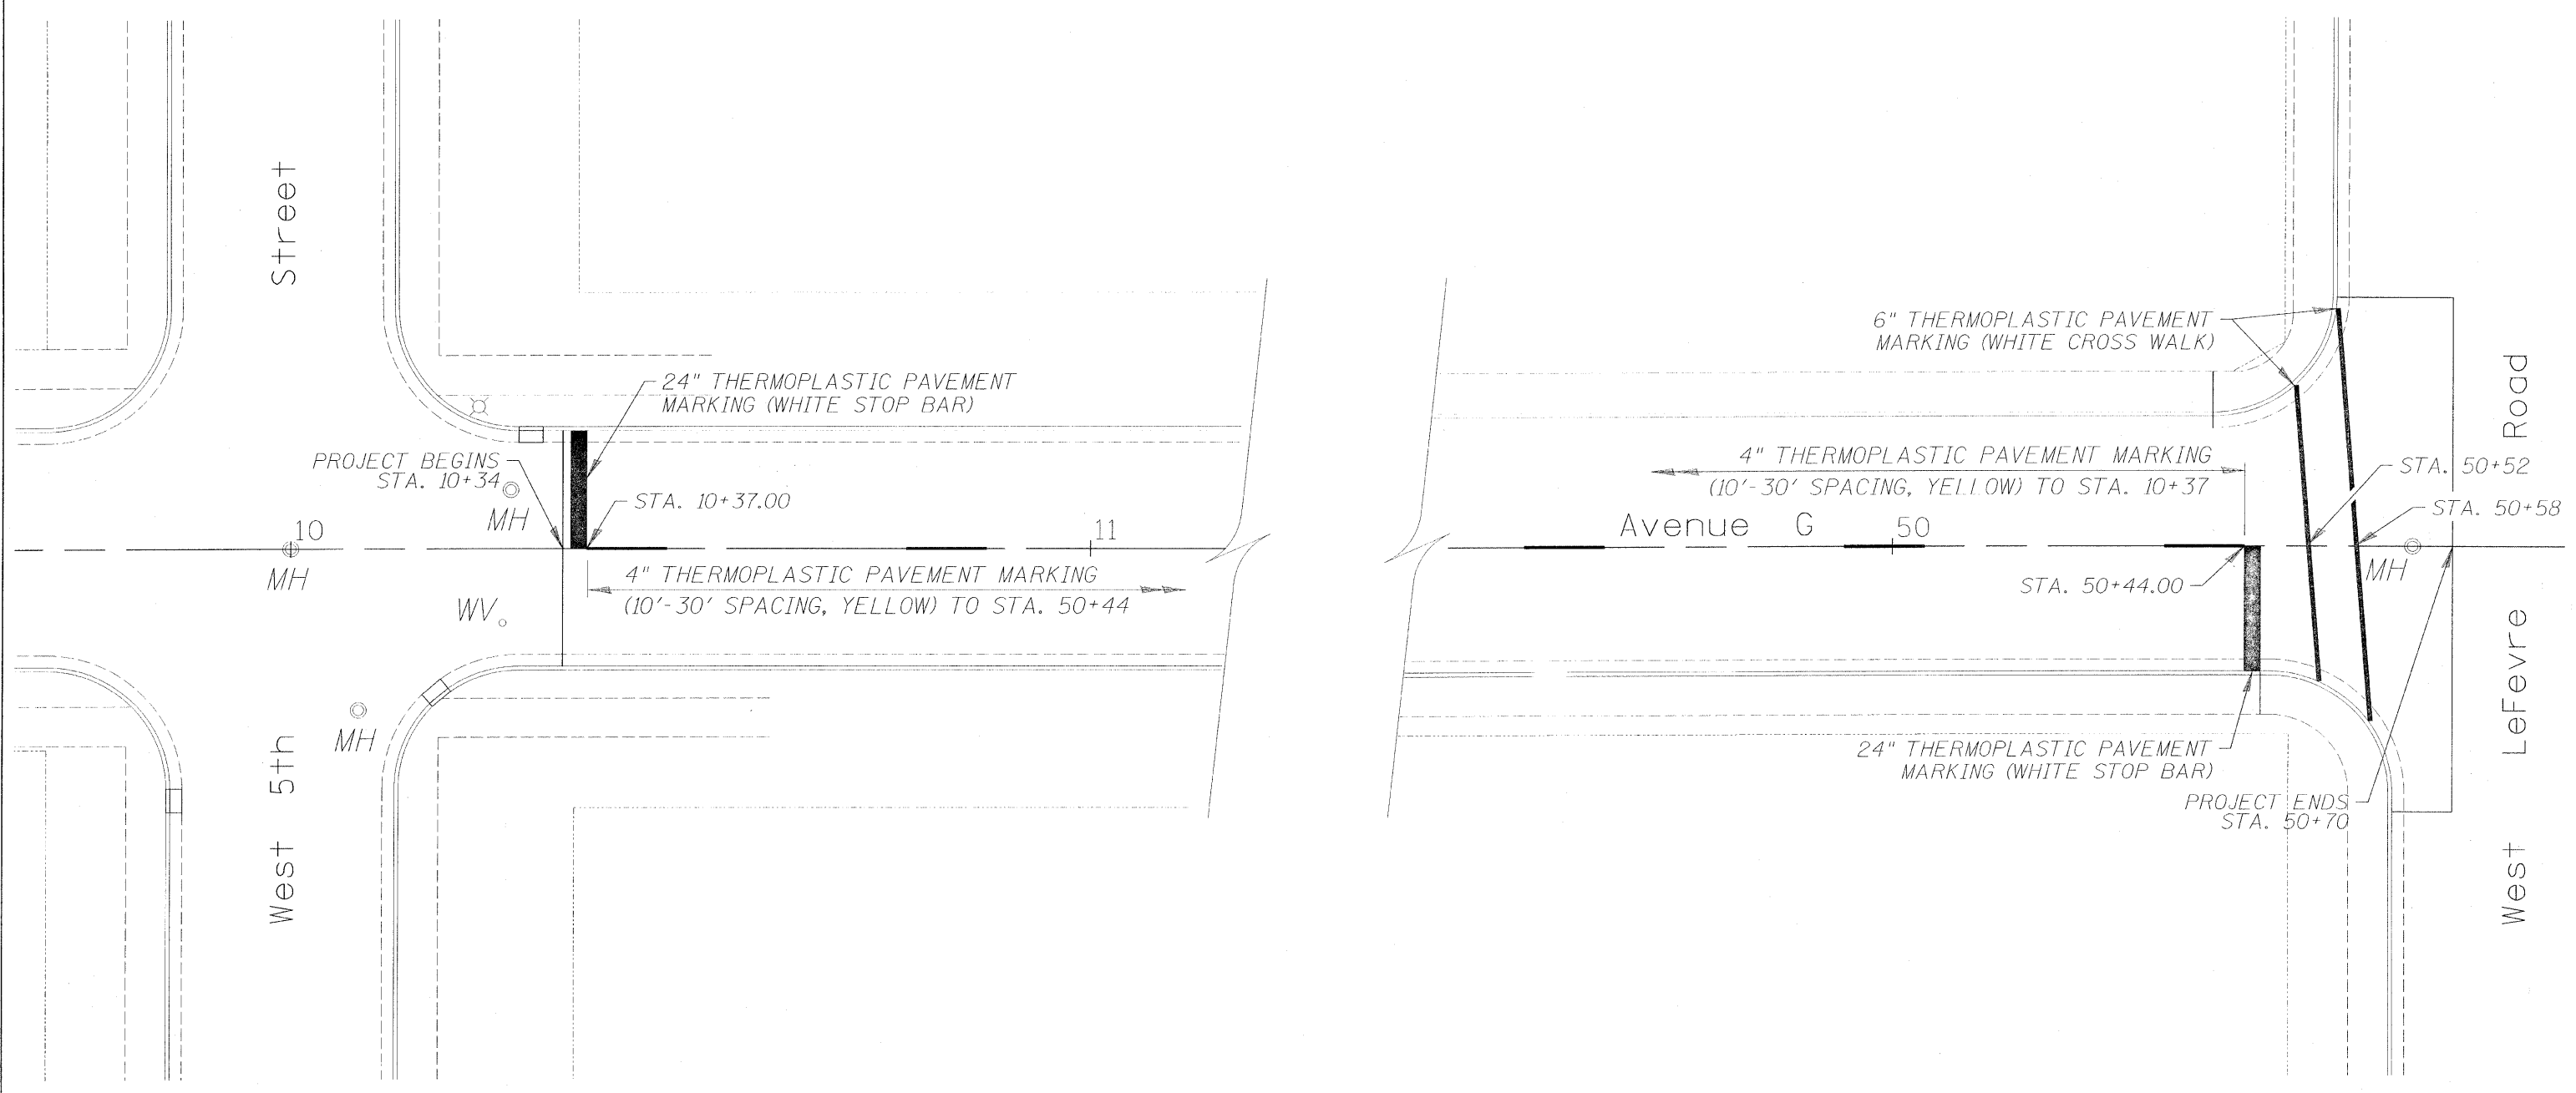 Street
West 5th
PROJECT BEGINS
STA. 10+34
MH
10
MH
WV
MH
24" THERMOPLASTIC PAVEMENT
MARKING (WHITE STOP BAR)
STA. 10+37.00
11
4" THERMOPLASTIC PAVEMENT MARKING
(10'-30' SPACING, YELLOW) TO STA. 50+44
6" THERMOPLASTIC PAVEMENT
MARKING (WHITE CROSS WALK)
4" THERMOPLASTIC PAVEMENT MARKING
(10'-30' SPACING, YELLOW) TO STA. 10+37
Avenue G
50
STA. 50+52
STA. 50+58
MH
STA. 50+44.00
24" THERMOPLASTIC PAVEMENT
MARKING (WHITE STOP BAR)
PROJECT ENDS
STA. 50+70
West LeFevre Road